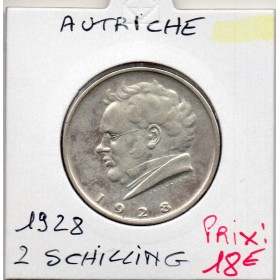 AUTRICHE
1928
1928
2 SCHILLING
PRIX:
18€